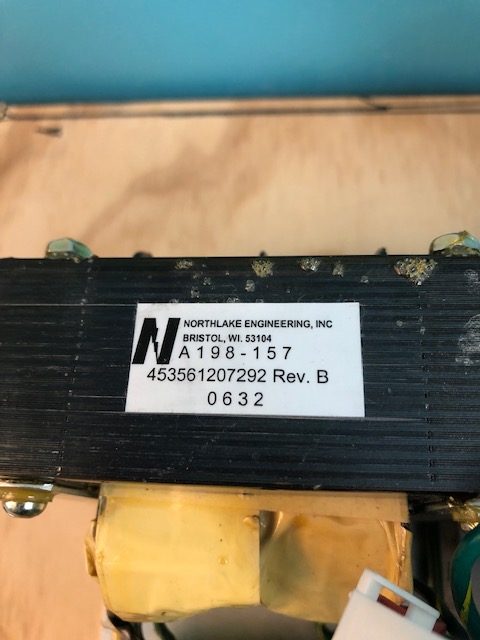 N NORTHLAKE ENGINEERING, INC
BRISTOL, WI. 53104
A198-157
453561207292 Rev. B
0632